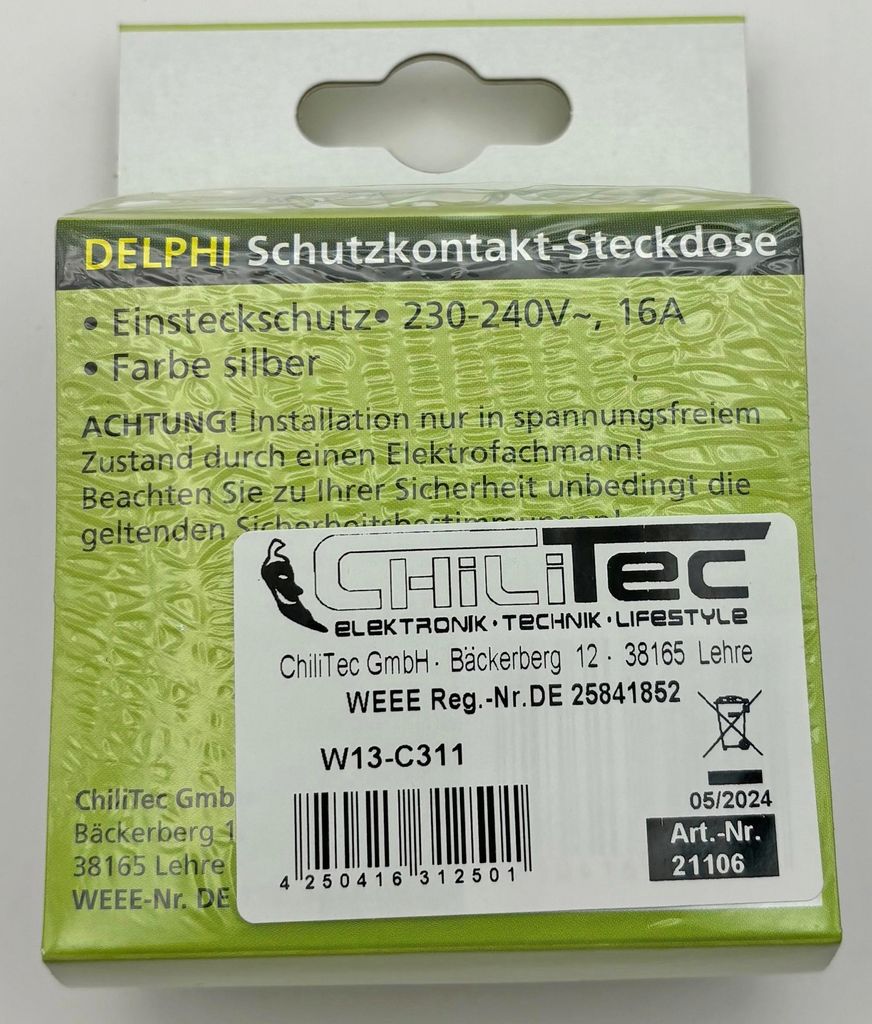 DELPHI Schutzkontakt-Steckdose
• Einsteckschutz• 230-240V~, 16A
• Farbe silber
ACHTUNG! Installation nur in spannungsfreiem
Zustand durch einen Elektrofachmann!
Beachten Sie zu Ihrer Sicherheit unbedingt die
geltenden Sicherheitsbestimmungen!
CHiLiTEC
ELEKTRONIK · TECHNIK · LIFESTYLE
ChiliTec GmbH · Bäckerberg 12 · 38165 Lehre
WEEE Reg.-Nr.DE 25841852
W13-C311
4 250416 312501
05/2024
Art.-Nr.
21106
ChiliTec Gmb
Bäckerberg 1
38165 Lehre
WEEE-Nr. DE